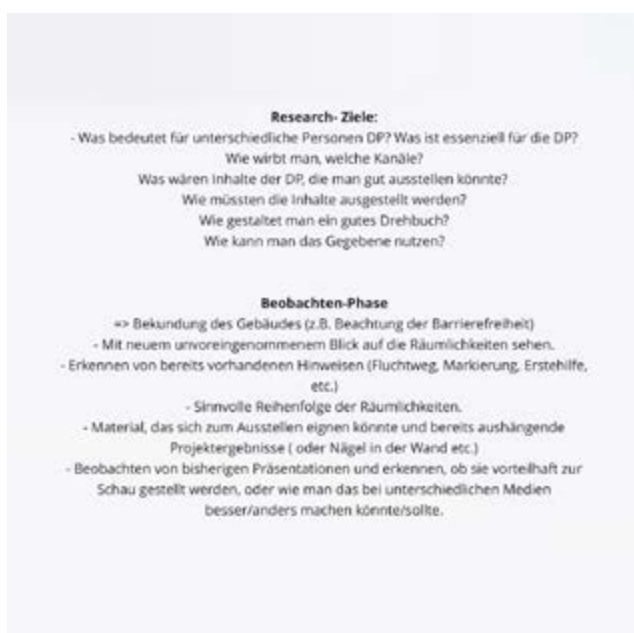 Research- Ziele:
- Was bedeutet für unterschiedliche Personen DP? Was ist essenziell für die DP?
Wie wirbt man, welche Kanäle?
Was wären Inhalte der DP, die man gut ausstellen könnte?
Wie müssten die Inhalte ausgestellt werden?
Wie gestaltet man ein gutes Drehbuch?
Wie kann man das Gegebene nutzen?
Beobachten-Phase
=> Bekundung des Gebäudes (z.B. Beachtung der Barrierefreiheit)
- Mit neuem unvoreingenommenem Blick auf die Räumlichkeiten sehen.
- Erkennen von bereits vorhandenen Hinweisen (Fluchtweg, Markierung, Erstehilfe,
etc.)
- Sinnvolle Reihenfolge der Räumlichkeiten.
- Material, das sich zum Ausstellen eignen könnte und bereits aushängende
Projektergebnisse ( oder Nägel in der Wand etc.)
- Beobachten von bisherigen Präsentationen und erkennen, ob sie vorteilhaft zur
Schau gestellt werden, oder wie man das bei unterschiedlichen Medien
besser/anders machen könnte/sollte.